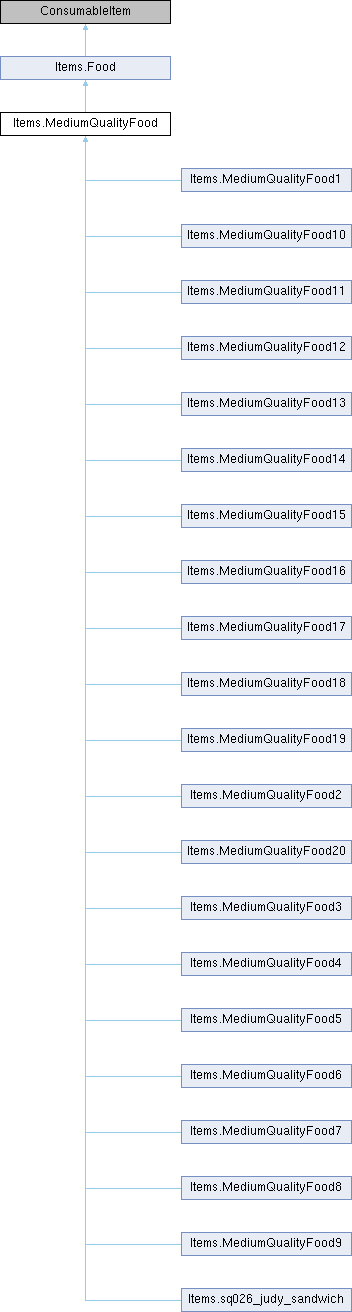 ConsumableItem
Items.Food
Items.MediumQualityFood
Items.MediumQualityFood1
Items.MediumQualityFood10
Items.MediumQualityFood11
Items.MediumQualityFood12
Items.MediumQualityFood13
Items.MediumQualityFood14
Items.MediumQualityFood15
Items.MediumQualityFood16
Items.MediumQualityFood17
Items.MediumQualityFood18
Items.MediumQualityFood19
Items.MediumQualityFood2
Items.MediumQualityFood20
Items.MediumQualityFood3
Items.MediumQualityFood4
Items.MediumQualityFood5
Items.MediumQualityFood6
Items.MediumQualityFood7
Items.MediumQualityFood8
Items.MediumQualityFood9
Items.sq026_judy_sandwich